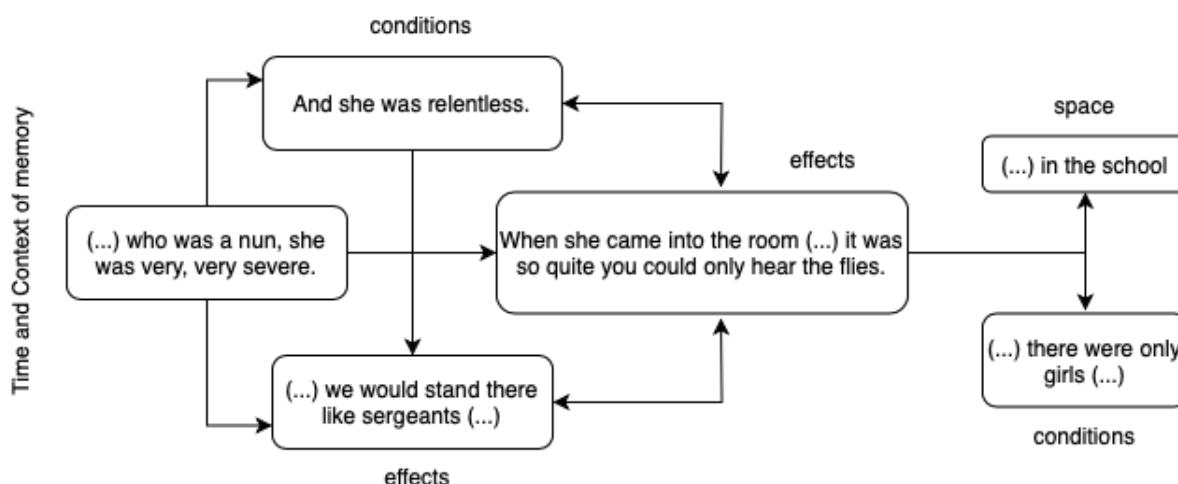 conditions
And she was relentless.
space
(...) in the school
effects
Time and Context of memory
(...) who was a nun, she
was very, very severe.
When she came into the room (...) it was
so quite you could only hear the flies.
(...) there were only
girls (...)
conditions
(...) we would stand there
like sergeants (...)
effects